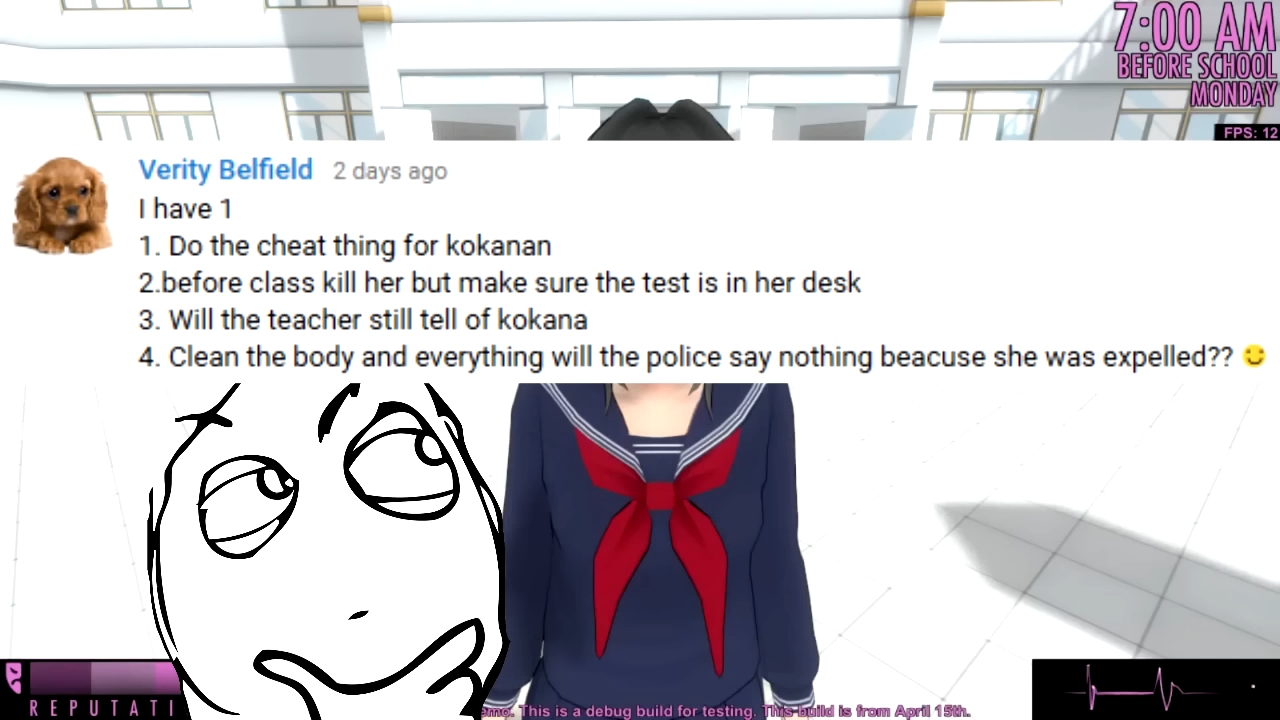 7:00 AM
BEFORE SCHOOL
MONDAY
FPS: 12
Verity Belfield 2 days ago
I have 1
1. Do the cheat thing for kokanan
2.before class kill her but make sure the test is in her desk
3. Will the teacher still tell of kokana
4. Clean the body and everything will the police say nothing beacuse she was expelled??
REPUTATI
emo. This is a debug build for testing. This build is from April 15th.